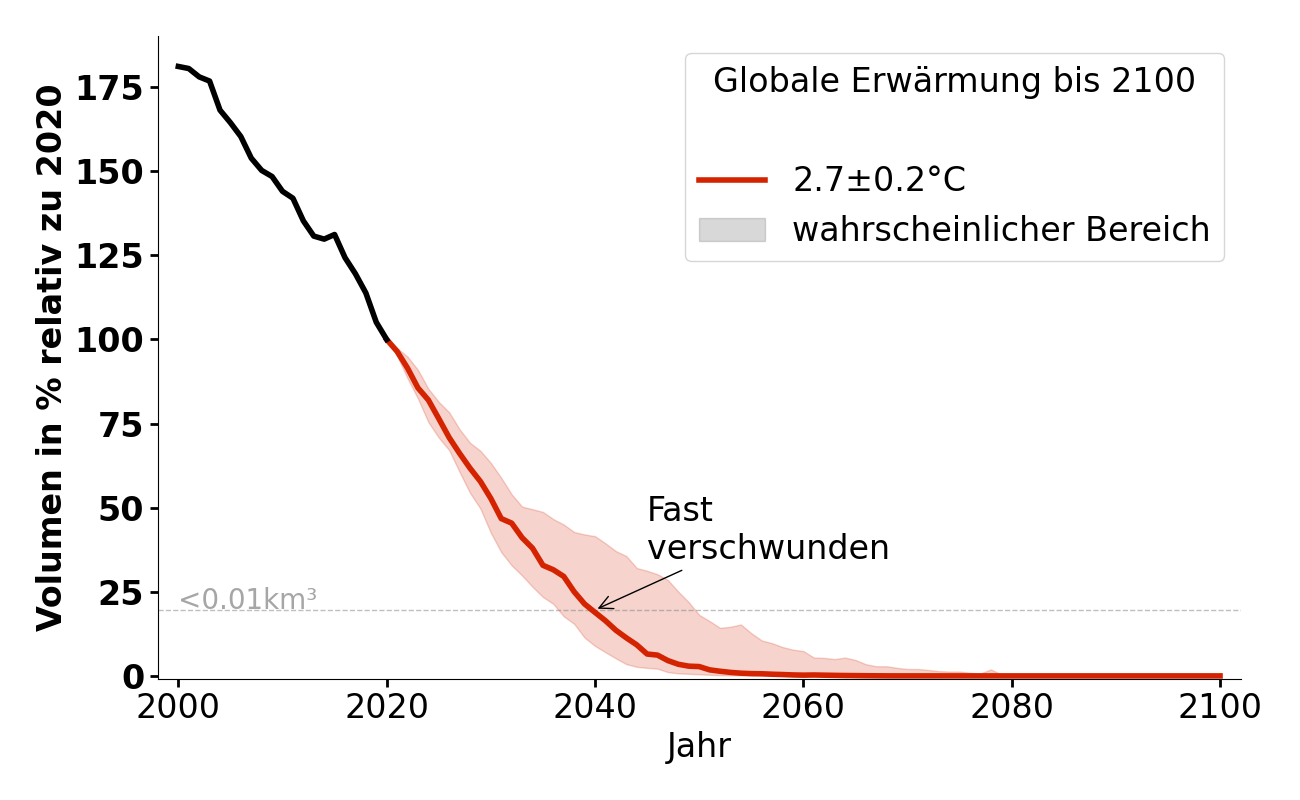 Volumen in % relativ zu 2020
175
150
125
100
75
50
25
0
Globale Erwärmung bis 2100
2.7±0.2°C
wahrscheinlicher Bereich
Fast
verschwunden
<0.01km³
2000 2020 2040 2060 2080 2100
Jahr